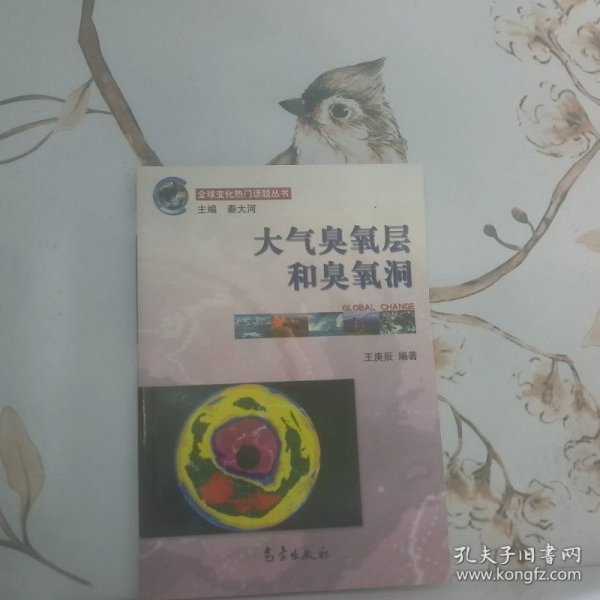 全球变化热门话题丛书
主编 秦大河
大气臭氧层
和臭氧洞
GLOBAL CHANGE
王庚辰 编著
气象出版社
孔夫子旧书网
www.kongfz.com